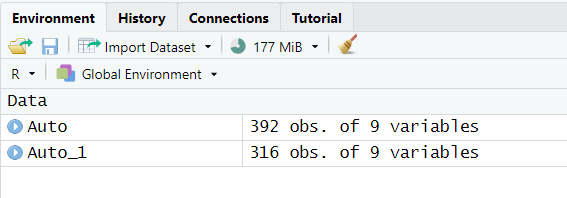 Environment History Connections Tutorial
Import Dataset 177 MiB
R Global Environment
Data
Auto 392 obs. of 9 variables
Auto_1 316 obs. of 9 variables